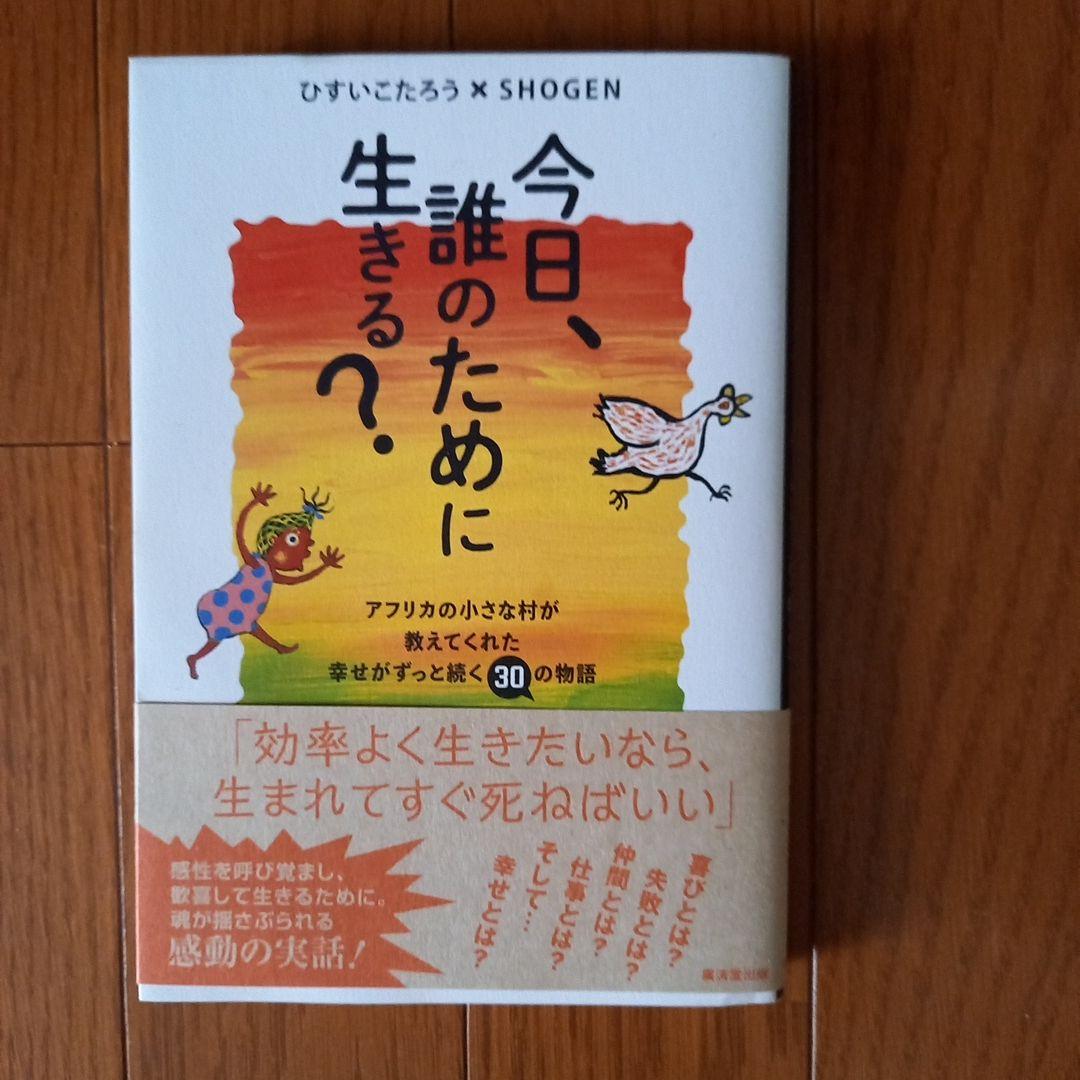 ひすいこたろう×SHOGEN
今日、
誰のために
生きる?
アフリカの小さな村が
教えてくれた
幸せがずっと続く30の物語
「効率よく生きたいなら、
生まれてすぐ死ねばいい」
喜びとは?
失敗とは?
仲間とは?
仕事とは?
そして…
幸せとは?
感性を呼び覚まし、
歓喜して生きるために。
魂が揺さぶられる
感動の実話!
廣済堂出版